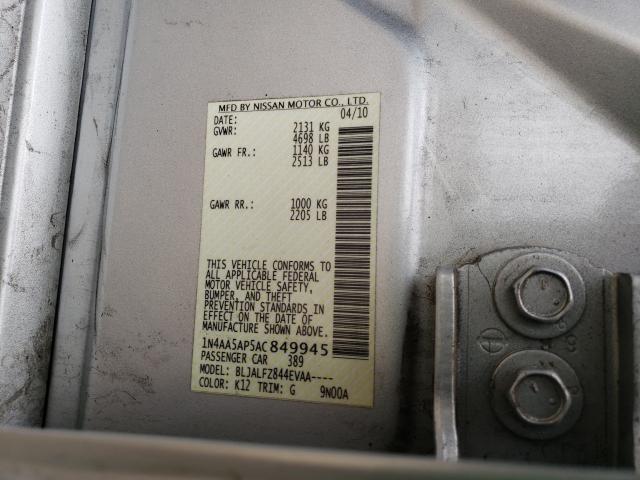 MFD BY NISSAN MOTOR CO., LTD.
DATE: 04/10
GVWR: 2131 KG
4698 LB
GAWR FR.: 1140 KG
2513 LB
GAWR RR.: 1000 KG
2205 LB
THIS VEHICLE CONFORMS TO
ALL APPLICABLE FEDERAL
MOTOR VEHICLE SAFETY,
BUMPER, AND THEFT
PREVENTION STANDARDS
IN EFFECT ON THE DATE OF
MANUFACTURE SHOWN ABOVE.
1N4AA5AP5AC849945
PASSENGER CAR 389
MODEL: BLJALFZ844EVAA----
COLOR: K12 TRIM: G 9N00A